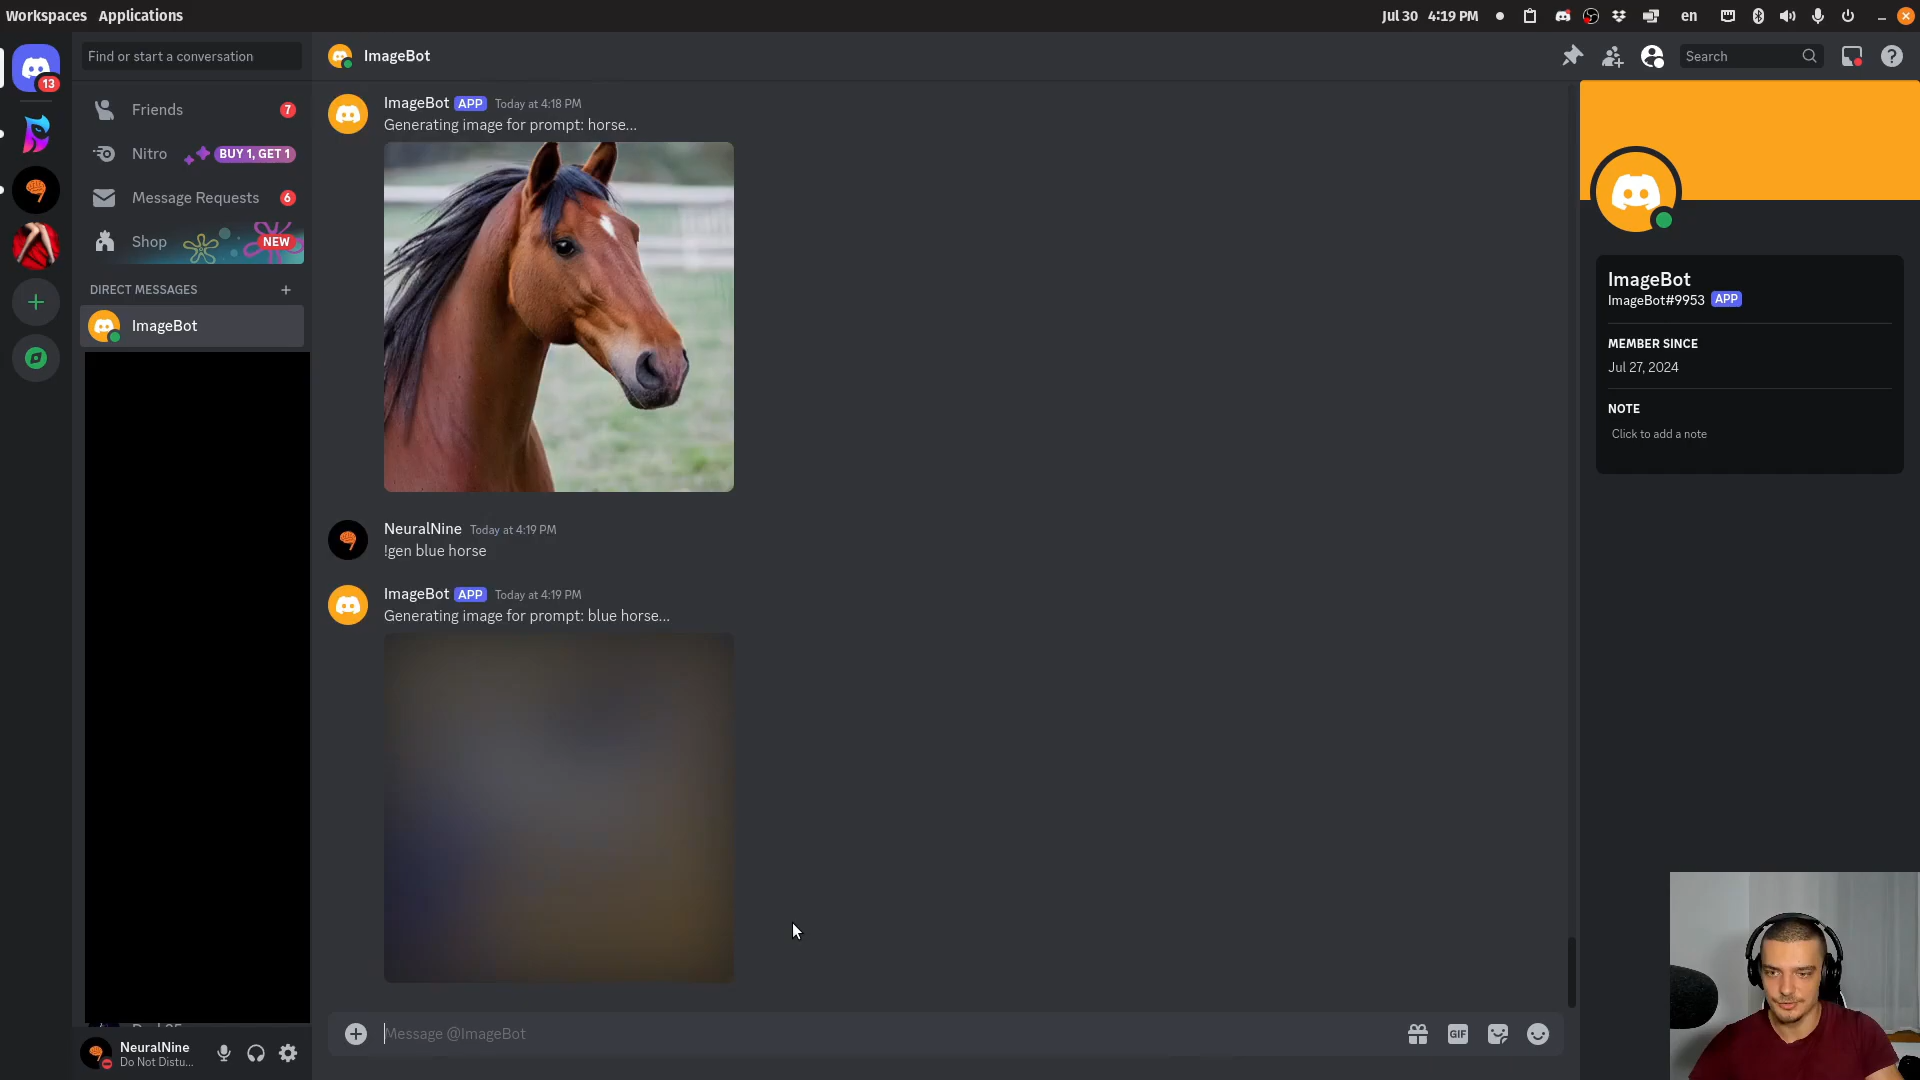 Workspaces Applications
Jul 30 4:19 PM
en
13
Find or start a conversation
Friends 7
Nitro BUY 1, GET 1
Message Requests 6
Shop NEW
DIRECT MESSAGES
ImageBot
NeuralNine
Do Not Distu...
ImageBot
Search
ImageBot APP Today at 4:18 PM
Generating image for prompt: horse...
NeuralNine Today at 4:19 PM
!gen blue horse
ImageBot APP Today at 4:19 PM
Generating image for prompt: blue horse...
Message @ImageBot
GIF
ImageBot
ImageBot#9953 APP
MEMBER SINCE
Jul 27, 2024
NOTE
Click to add a note